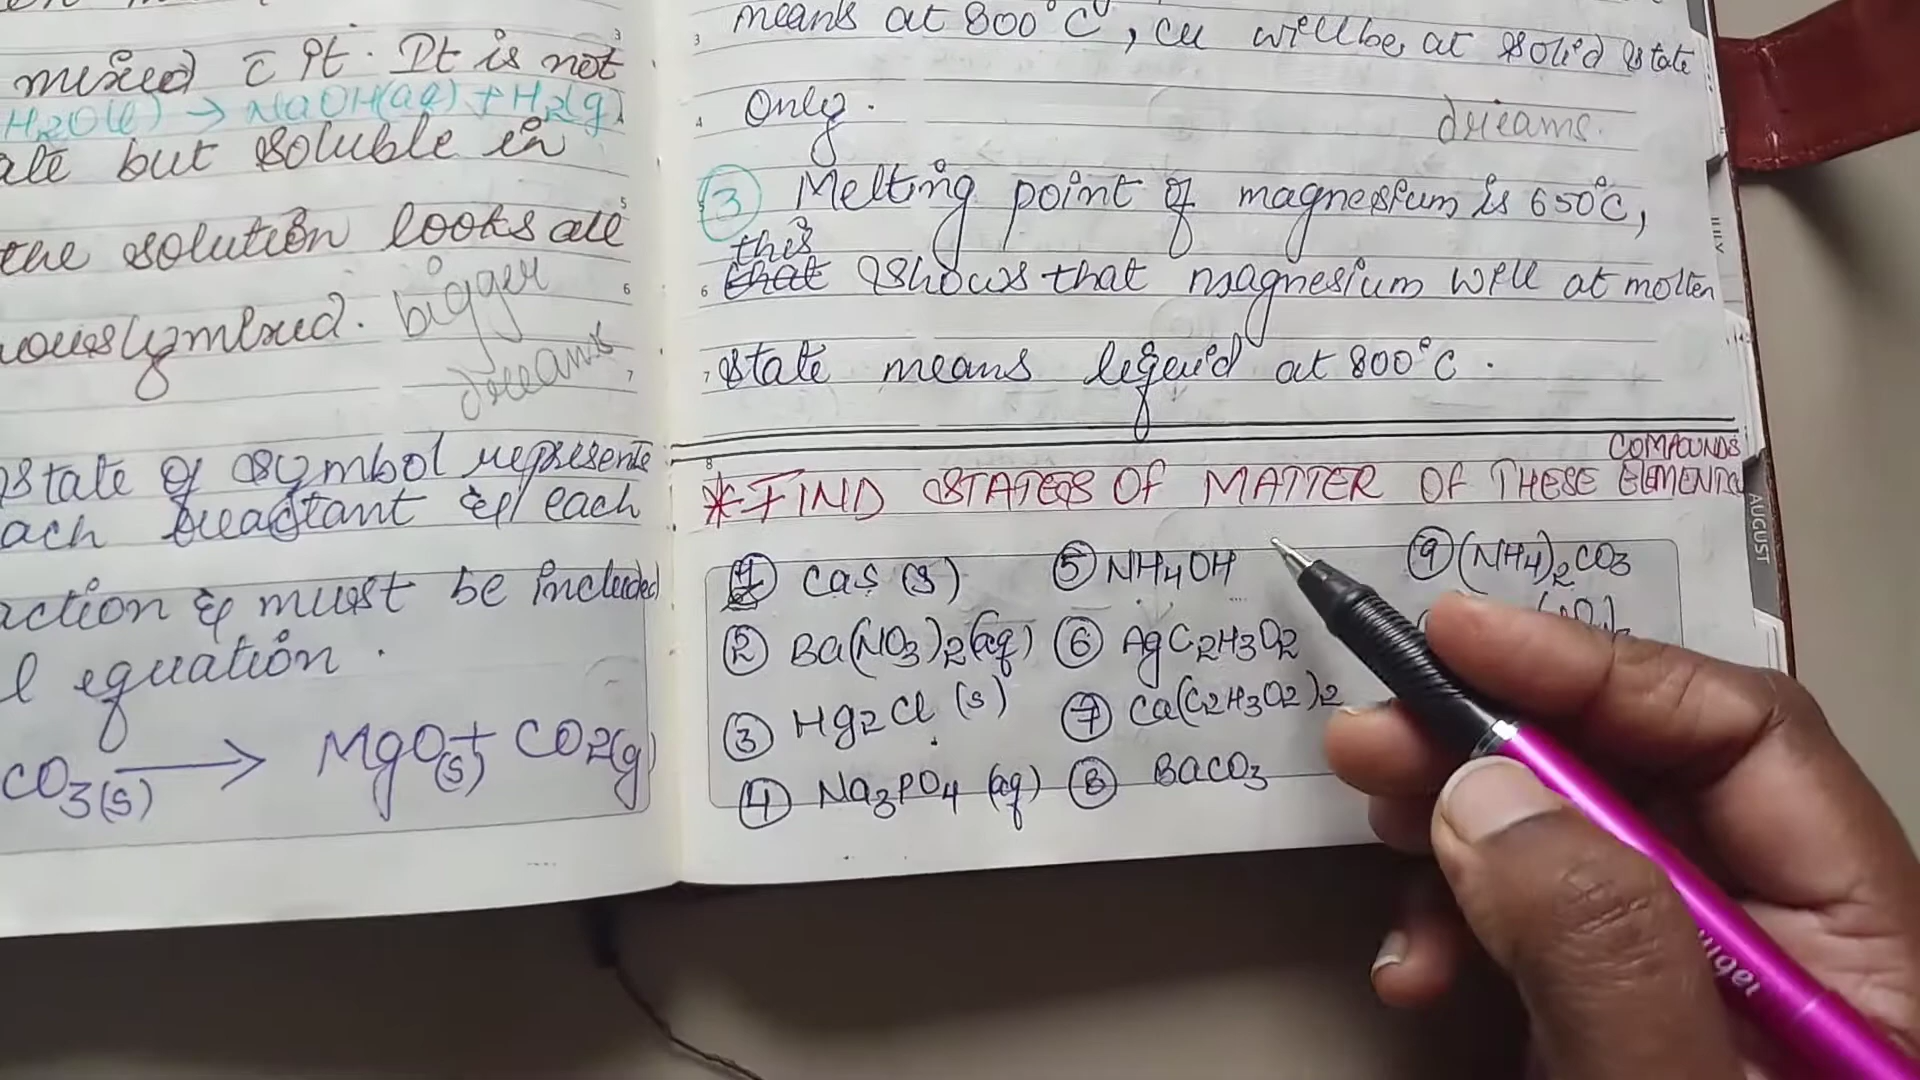 mixed c̄ Pt. It is not
H2O(l) → NaOH(aq) + H2(g)
ate but soluble in
the solution looks all
ously mixed. bigger
dreams
state of symbol represents
ach reactant & each
action & must be included
l equation.
CO3(s) → MgO(s) + CO2(g)
means at 800°C, cu will be at solid state
only.
dreams.
③ Melting point of magnesium is 650°C,
this
that shows that magnesium will at molten
state means liquid at 800°C.
COMPOUNDS
* FIND STATES OF MATTER OF THESE ELEMENTS
① CaS (s) ⑤ NH4OH ⑨ (NH4)2CO3
② Ba(NO3)2(aq) ⑥ AgC2H3O2
③ Hg2Cl (s) ⑦ Ca(C2H3O2)2
④ Na3PO4 (aq) ⑧ BaCO3
AUGUST